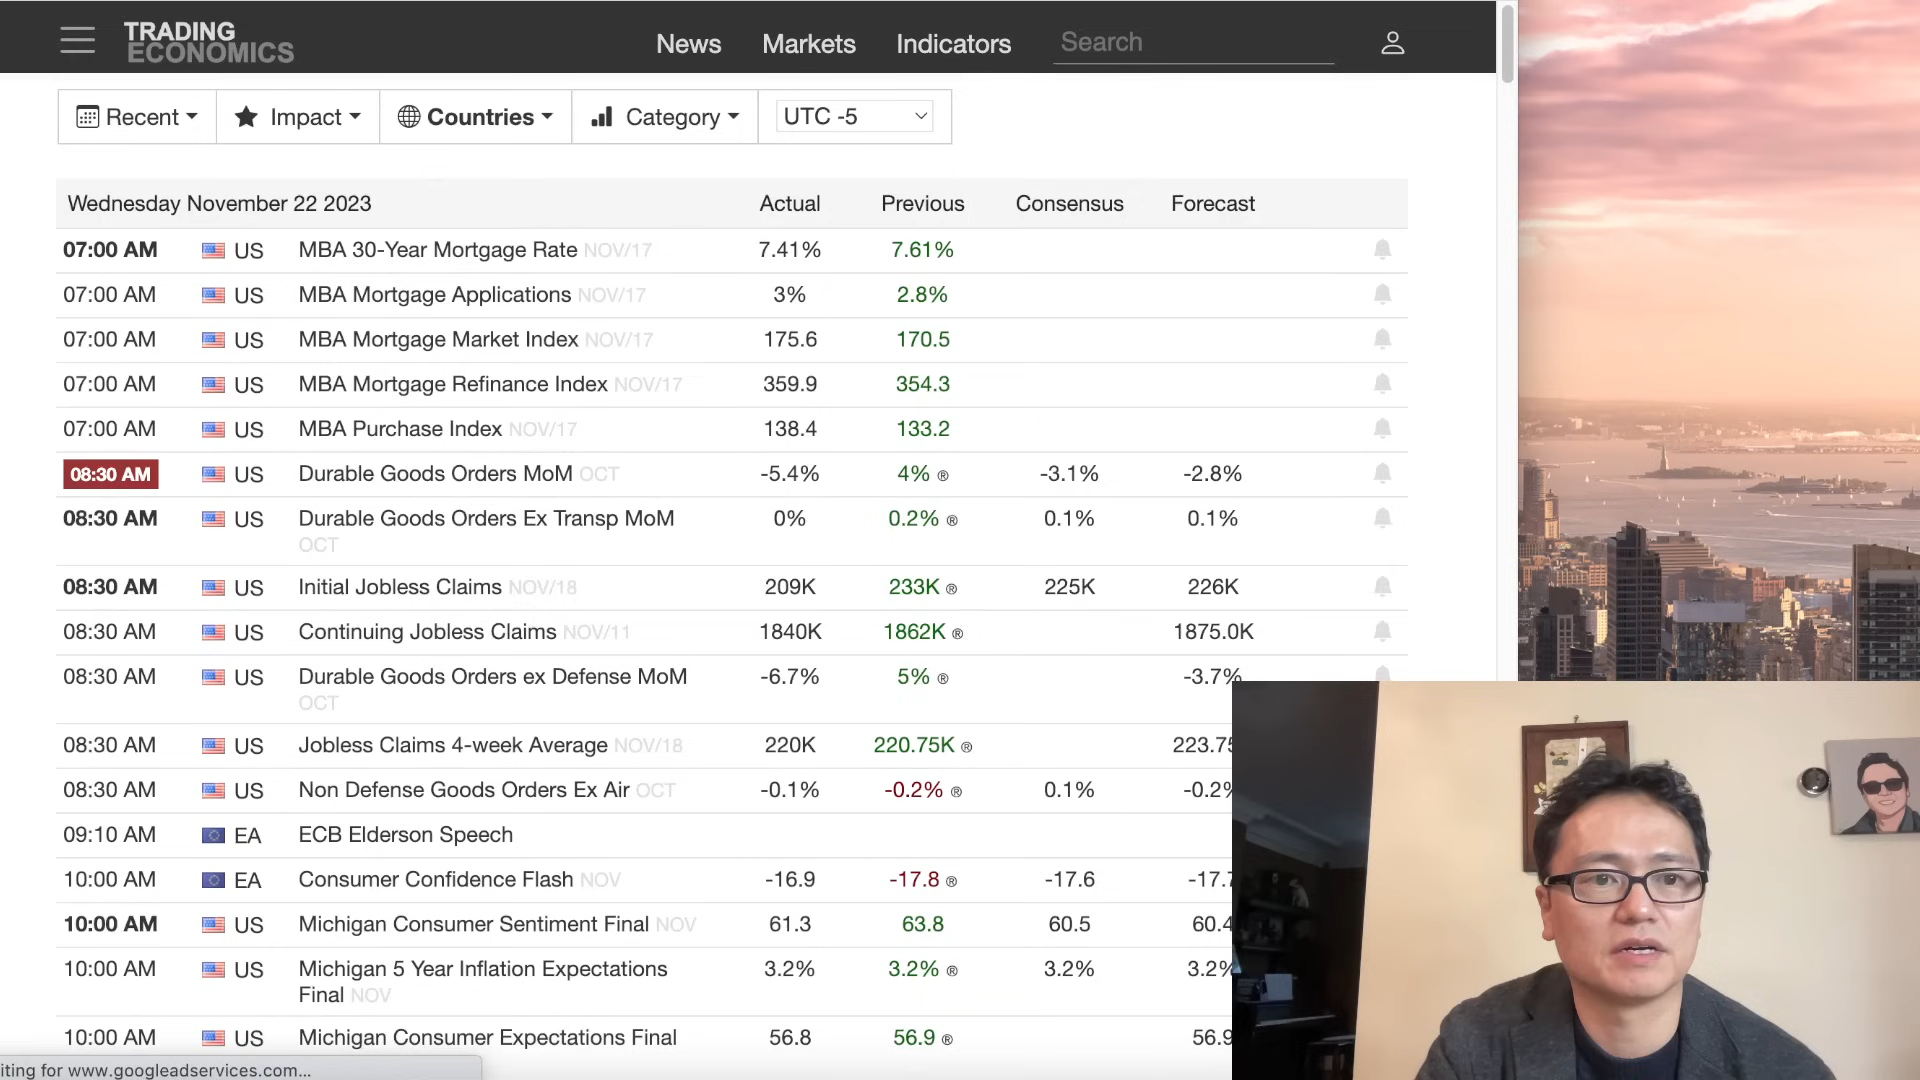 TRADING
ECONOMICS
News Markets Indicators Search
Recent Impact Countries Category UTC -5
Wednesday November 22 2023 Actual Previous Consensus Forecast
07:00 AM US MBA 30-Year Mortgage Rate NOV/17 7.41% 7.61%
07:00 AM US MBA Mortgage Applications NOV/17 3% 2.8%
07:00 AM US MBA Mortgage Market Index NOV/17 175.6 170.5
07:00 AM US MBA Mortgage Refinance Index NOV/17 359.9 354.3
07:00 AM US MBA Purchase Index NOV/17 138.4 133.2
08:30 AM US Durable Goods Orders MoM OCT -5.4% 4% ® -3.1% -2.8%
08:30 AM US Durable Goods Orders Ex Transp MoM 0% 0.2% ® 0.1% 0.1%
OCT
08:30 AM US Initial Jobless Claims NOV/18 209K 233K ® 225K 226K
08:30 AM US Continuing Jobless Claims NOV/11 1840K 1862K ® 1875.0K
08:30 AM US Durable Goods Orders ex Defense MoM -6.7% 5% ® -3.7%
OCT
08:30 AM US Jobless Claims 4-week Average NOV/18 220K 220.75K ® 223.75
08:30 AM US Non Defense Goods Orders Ex Air OCT -0.1% -0.2% ® 0.1% -0.2%
09:10 AM EA ECB Elderson Speech
10:00 AM EA Consumer Confidence Flash NOV -16.9 -17.8 ® -17.6 -17.7
10:00 AM US Michigan Consumer Sentiment Final NOV 61.3 63.8 60.5 60.4
10:00 AM US Michigan 5 Year Inflation Expectations 3.2% 3.2% ® 3.2% 3.2%
Final NOV
10:00 AM US Michigan Consumer Expectations Final 56.8 56.9 ® 56.9
iting for www.googleadservices.com...